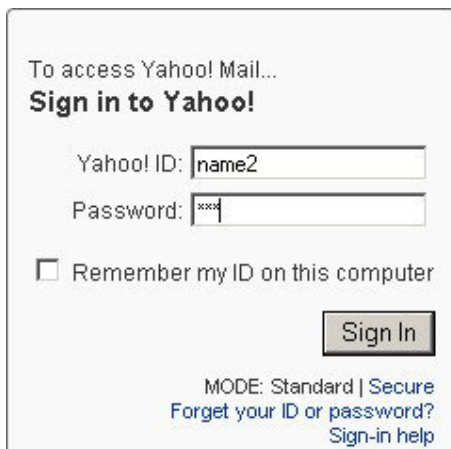 To access Yahoo! Mail...
Sign in to Yahoo!
Yahoo! ID: name2
Password: ***
Remember my ID on this computer
Sign In
MODE: Standard | Secure
Forget your ID or password?
Sign-in help